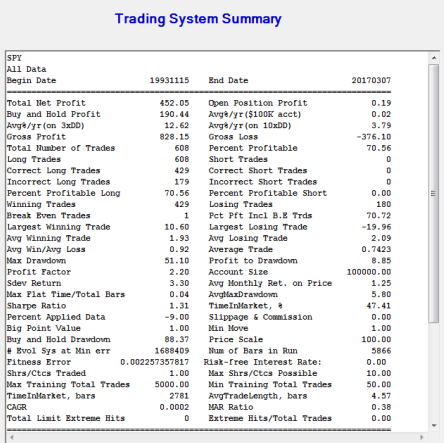 Trading System Summary
SPY
All Data
Begin Date 19931115 End Date 20170307
Total Net Profit 452.05 Open Position Profit 0.19
Buy and Hold Profit 190.44 Avg%/yr($100K acct) 0.02
Avg%/yr(on 3xDD) 12.62 Avg%/yr(on 10xDD) 3.79
Gross Profit 828.15 Gross Loss -376.10
Total Number of Trades 608 Percent Profitable 70.56
Long Trades 608 Short Trades 0
Correct Long Trades 429 Correct Short Trades 0
Incorrect Long Trades 179 Incorrect Short Trades 0
Percent Profitable Long 70.56 Percent Profitable Short 0.00
Winning Trades 429 Losing Trades 180
Break Even Trades 1 Pct Pft Incl B.E Trds 70.72
Largest Winning Trade 10.60 Largest Losing Trade -19.96
Avg Winning Trade 1.93 Avg Losing Trade 2.09
Avg Win/Avg Loss 0.92 Average Trade 0.7423
Max Drawdown 51.10 Profit to Drawdown 8.85
Profit Factor 2.20 Account Size 100000.00
Sdev Return 3.30 Avg Monthly Ret. on Price 1.25
Max Flat Time/Total Bars 0.04 AvgMaxDrawdown 5.80
Sharpe Ratio 1.31 TimeInMarket, % 47.41
Percent Applied Data -9.00 Slippage & Commission 0.00
Big Point Value 1.00 Min Move 1.00
Buy and Hold Drawdown 88.37 Price Scale 100.00
# Evol Sys at Min err 1688409 Num of Bars in Run 5866
Fitness Error 0.002257357817 Risk-free Interest Rate: 0.00
Shrs/Ctcs Traded 1.00 Max Shrs/Ctcs Possible 10.00
Max Training Total Trades 5000.00 Min Training Total Trades 50.00
TimeInMarket, bars 2781 AvgTradeLength, bars 4.57
CAGR 0.0002 MAR Ratio 0.38
Total Limit Extreme Hits 0 Extreme Hits/Total Trades 0.00